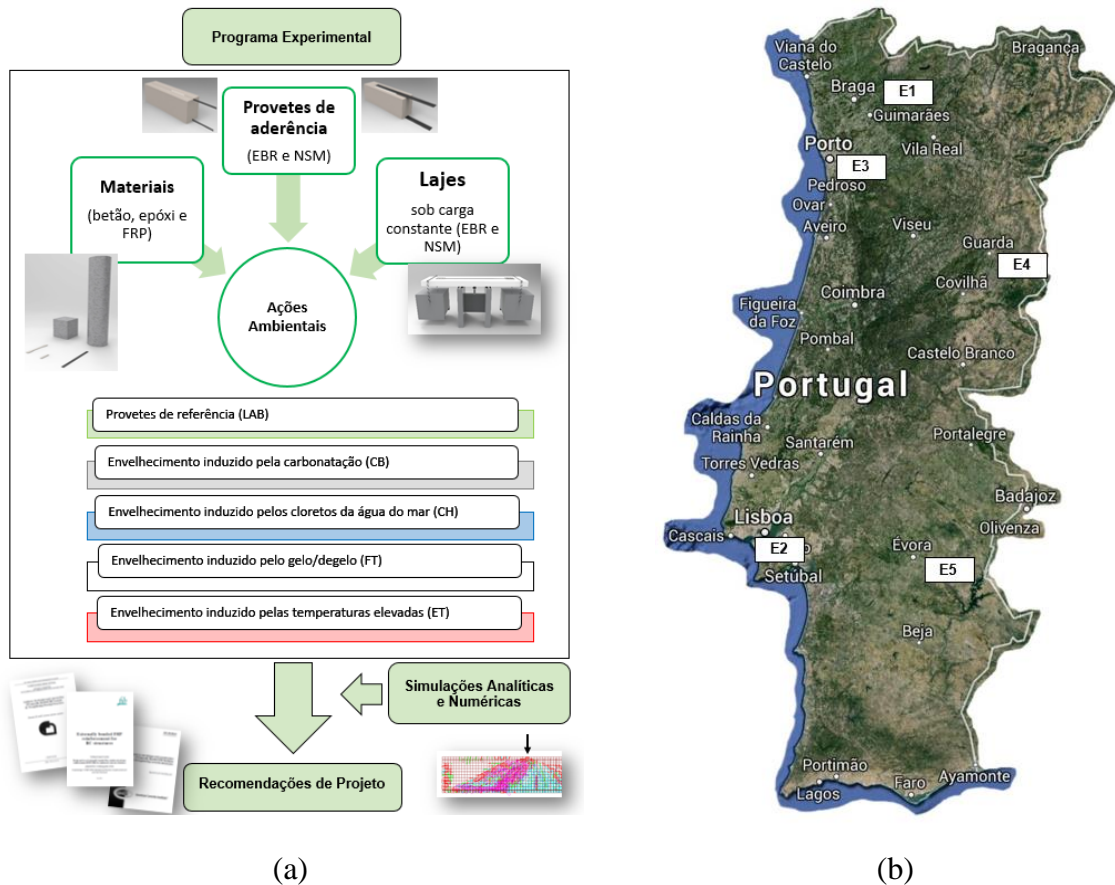 Programa Experimental
Provetes de
aderência
(EBR e NSM)
Materiais
(betão, epóxi e
FRP)
Lajes
sob carga
constante (EBR e
NSM)
Ações
Ambientais
Provetes de referência (LAB)
Envelhecimento induzido pela carbonatação (CB)
Envelhecimento induzido pelos cloretos da água do mar (CH)
Envelhecimento induzido pelo gelo/degelo (FT)
Envelhecimento induzido pelas temperaturas elevadas (ET)
Simulações Analíticas
e Numéricas
Recomendações de Projeto
(a)
Viana do
Castelo
Bragança
Braga
E1
Guimarães
Vila Real
Porto
E3
Pedroso
Ovar
Aveiro
Viseu
Guarda
E4
Covilhã
Coimbra
Figueira
da Foz
Pombal
Castelo Branco
Portugal
Caldas da
Rainha
Santarém
Portalegre
Torres Vedras
Badajoz
Lisboa
Olivenza
Cascais
E2
Évora
E5
Setúbal
Beja
Portimão
Lagos
Faro
Ayamonte
(b)